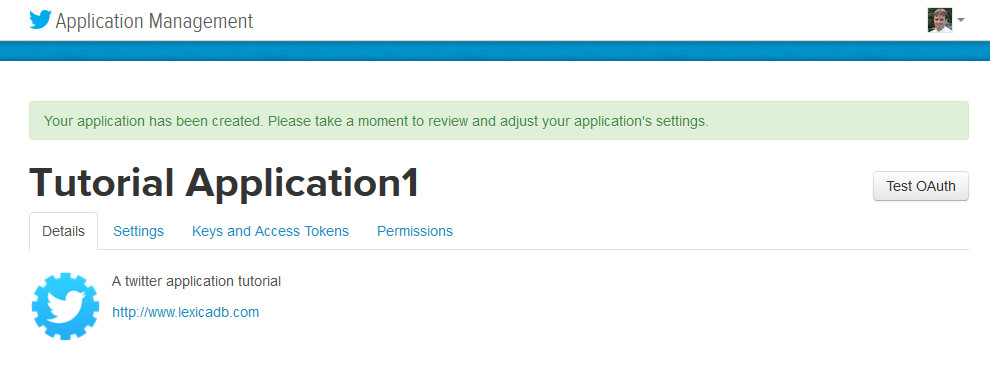 Application Management
Your application has been created. Please take a moment to review and adjust your application's settings.
Tutorial Application1
Test OAuth
Details Settings Keys and Access Tokens Permissions
A twitter application tutorial
http://www.lexicadb.com